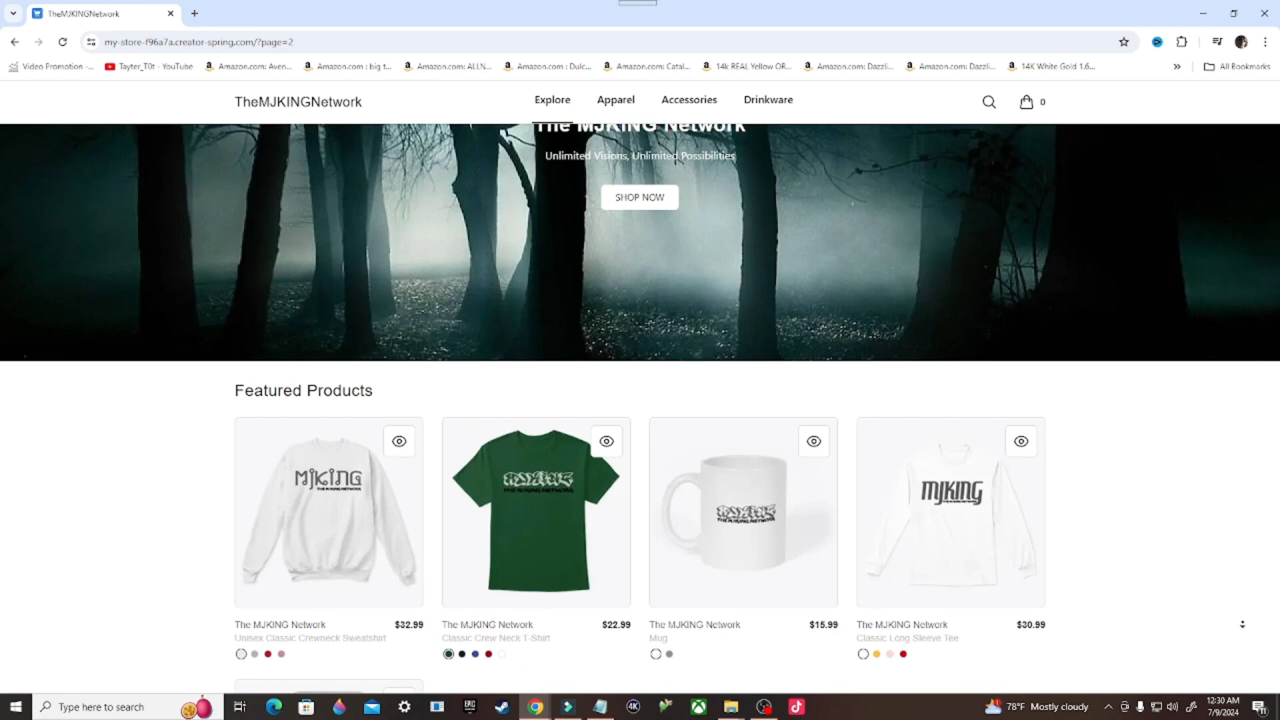 TheMJKINGNetwork
my-store-f96a7a.creator-spring.com/?page=2
Video Promotion -...
Tayter_T0t - YouTube
Amazon.com: Aven...
Amazon.com : big t...
Amazon.com: ALLN...
Amazon.com : Dulc...
Amazon.com: Catal...
14k REAL Yellow OR...
Amazon.com: Dazzli...
Amazon.com: Dazzli...
14K White Gold 1.6...
All Bookmarks
TheMJKINGNetwork
Explore
Apparel
Accessories
Drinkware
0
The MJKING Network
Unlimited Visions, Unlimited Possibilities
SHOP NOW
Featured Products
MJKING
THE MJKING NETWORK
MJKING
THE MJKING NETWORK
MJKING
THE MJKING NETWORK
MJKING
The MJKING Network $32.99
Unisex Classic Crewneck Sweatshirt
The MJKING Network $22.99
Classic Crew Neck T-Shirt
The MJKING Network $15.99
Mug
The MJKING Network $30.99
Classic Long Sleeve Tee
Type here to search
EPIC
4K
78°F Mostly cloudy
12:30 AM
7/9/2024